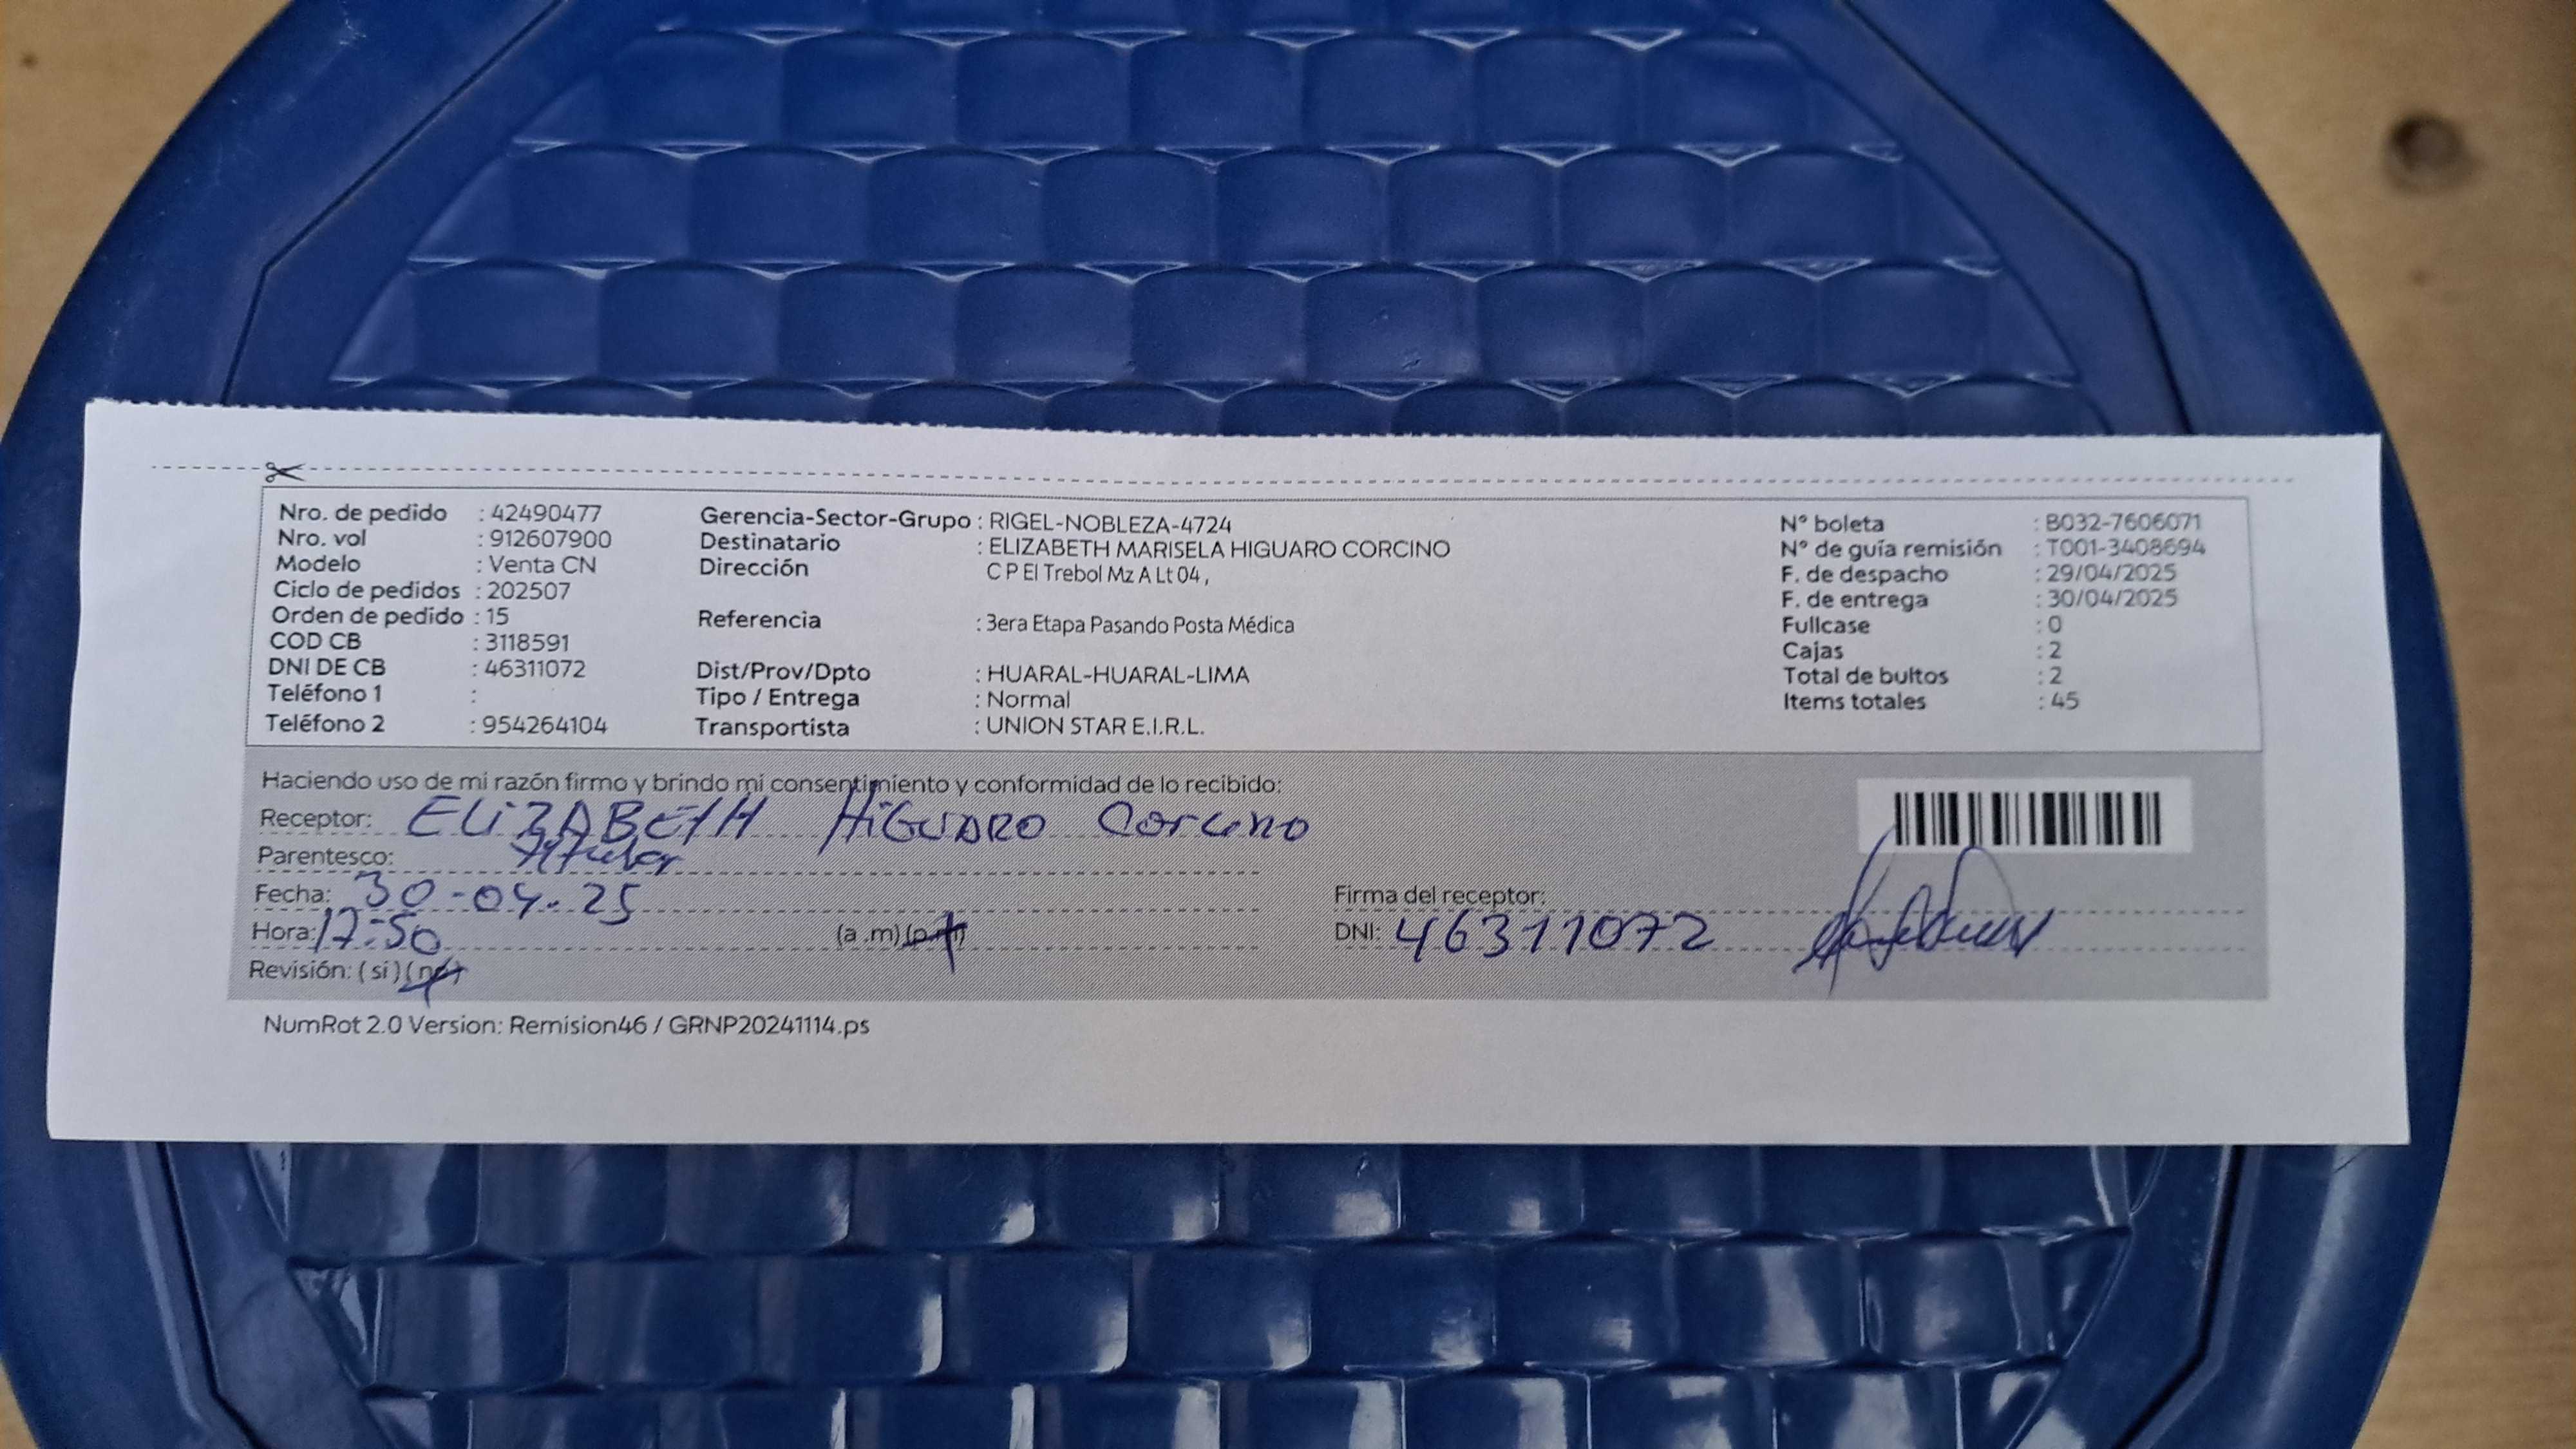 Nro. de pedido : 42490477
Nro. vol : 912607900
Modelo : Venta CN
Ciclo de pedidos : 202507
Orden de pedido : 15
COD CB : 3118591
DNI DE CB : 46311072
Teléfono 1 :
Teléfono 2 : 954264104
Gerencia-Sector-Grupo : RIGEL-NOBLEZA-4724
Destinatario : ELIZABETH MARISELA HIGUARO CORCINO
Dirección C P El Trebol Mz A Lt 04 ,
Referencia : 3era Etapa Pasando Posta Médica
Dist/Prov/Dpto : HUARAL-HUARAL-LIMA
Tipo / Entrega : Normal
Transportista : UNION STAR E.I.R.L.
N° boleta : B032-7606071
N° de guía remisión : T001-3408694
F. de despacho : 29/04/2025
F. de entrega : 30/04/2025
Fullcase : 0
Cajas : 2
Total de bultos : 2
Items totales : 45
Haciendo uso de mi razón firmo y brindo mi consentimiento y conformidad de lo recibido:
Receptor: ELIZABETH HIGUARO Corcino
Parentesco: Titular
Fecha: 30-04-25
Hora: 17:50 (a .m) (p.m)
Revisión: ( si ) ( no )
Firma del receptor:
DNI: 46311072
NumRot 2.0 Version: Remision46 / GRNP20241114.ps